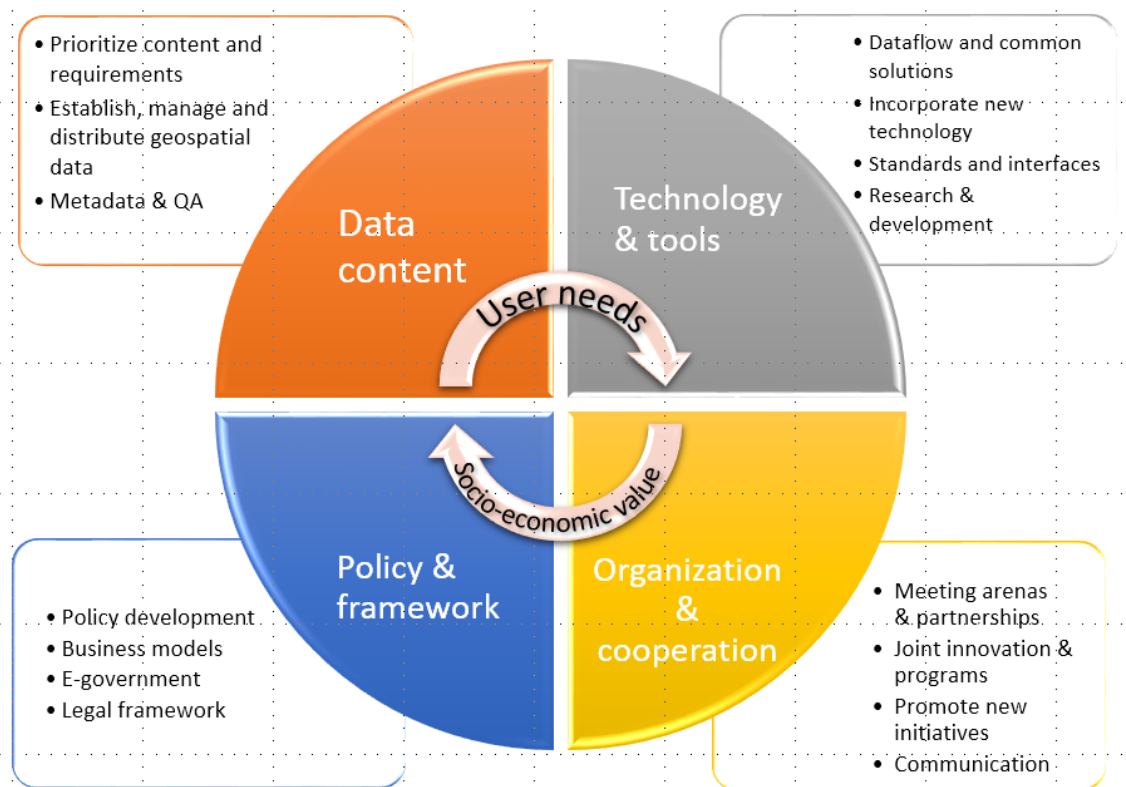 • Prioritize content and
requirements
• Establish, manage and
distribute geospatial
data
• Metadata & QA
• Dataflow and common
solutions
• Incorporate new
technology
• Standards and interfaces
• Research &
development
Data
content
Technology
& tools
User needs
Socio-economic value
Policy &
framework
Organization
&
cooperation
• Policy development
• Business models
• E-government
• Legal framework
• Meeting arenas
& partnerships
• Joint innovation &
programs
• Promote new
initiatives
• Communication